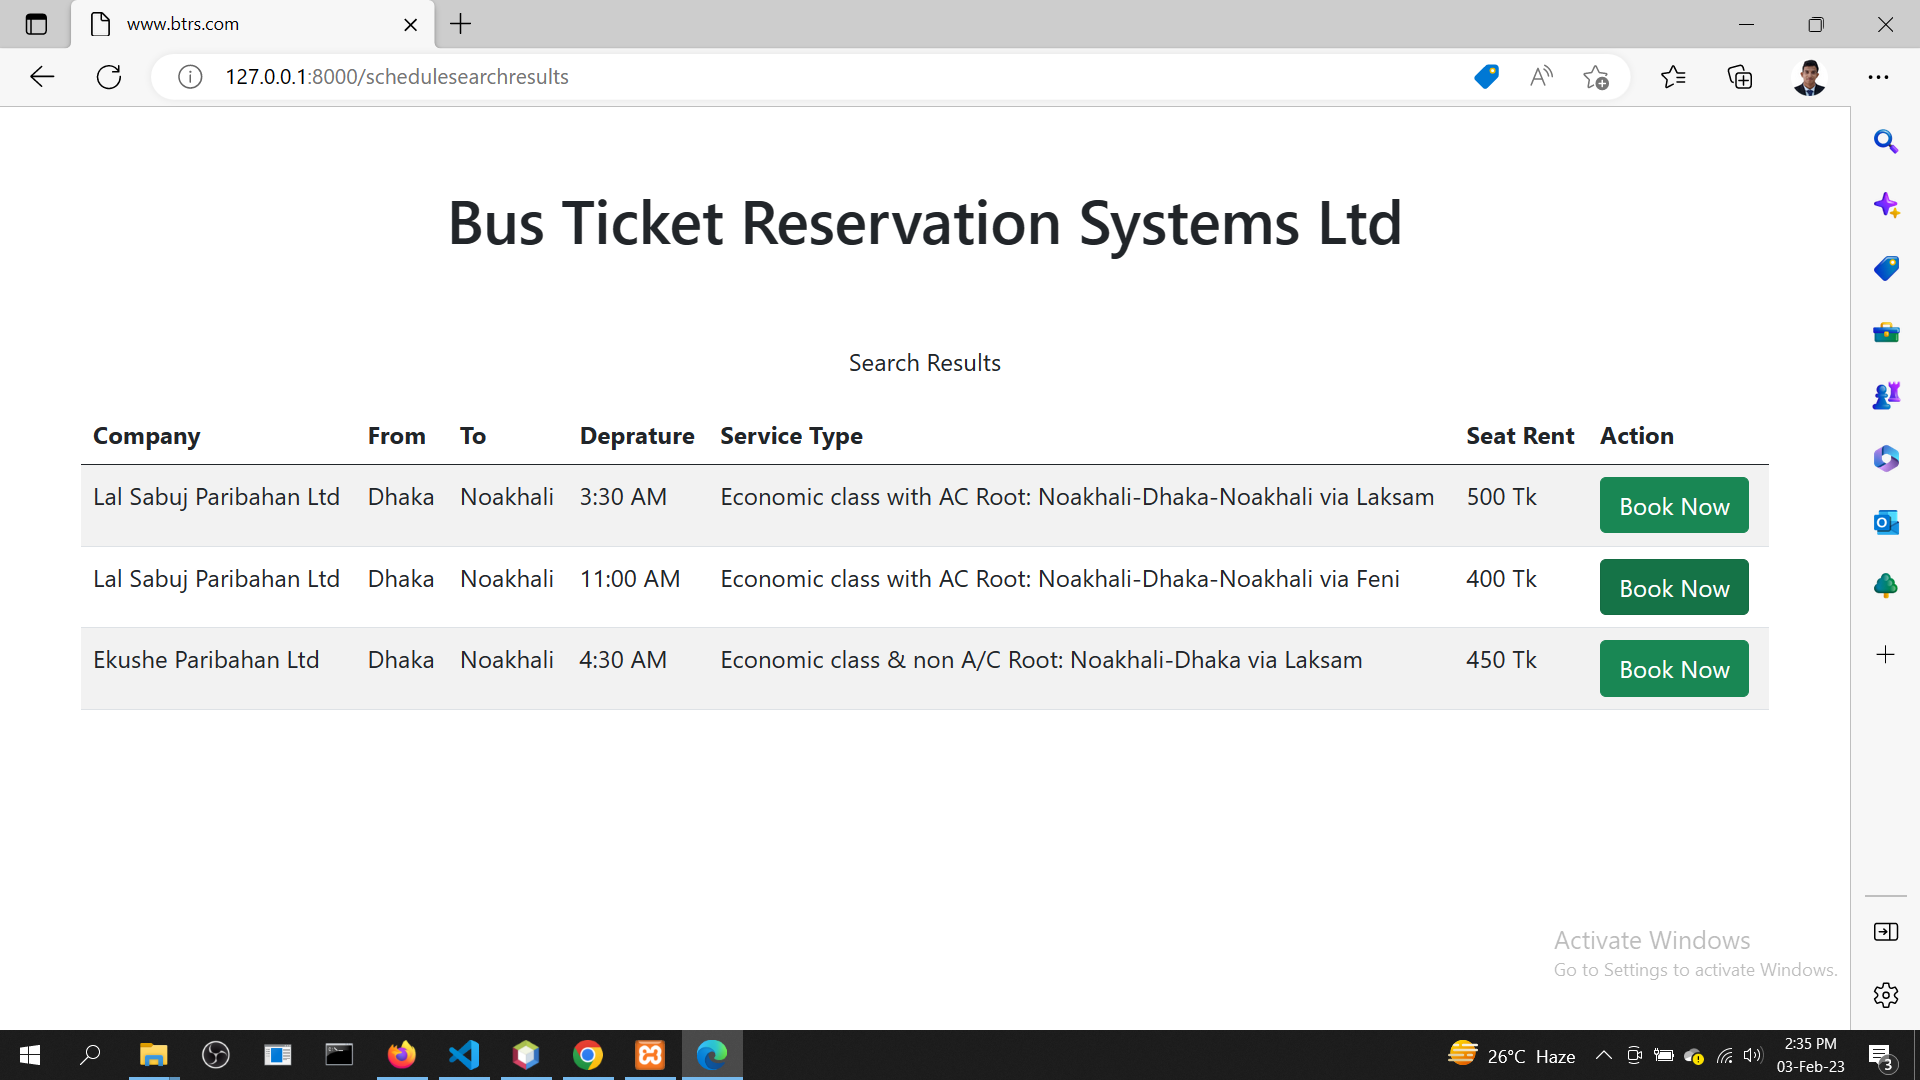 www.btrs.com
127.0.0.1:8000/schedulesearchresults
Bus Ticket Reservation Systems Ltd
Search Results
Company From To Deprature Service Type Seat Rent Action
Lal Sabuj Paribahan Ltd Dhaka Noakhali 3:30 AM Economic class with AC Root: Noakhali-Dhaka-Noakhali via Laksam 500 Tk Book Now
Lal Sabuj Paribahan Ltd Dhaka Noakhali 11:00 AM Economic class with AC Root: Noakhali-Dhaka-Noakhali via Feni 400 Tk Book Now
Ekushe Paribahan Ltd Dhaka Noakhali 4:30 AM Economic class & non A/C Root: Noakhali-Dhaka via Laksam 450 Tk Book Now
Activate Windows
Go to Settings to activate Windows.
26°C Haze
2:35 PM
03-Feb-23
3